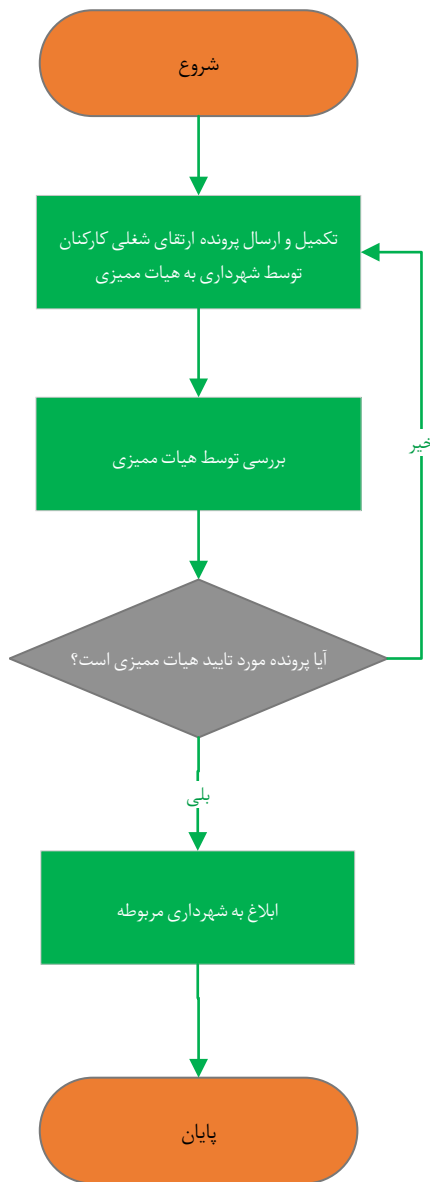 شروع
تکمیل و ارسال پرونده ارتقای شغلی کارکنان
توسط شهرداری به هیات ممیزی
بررسی توسط هیات ممیزی
خیر
آیا پرونده مورد تایید هیات ممیزی است؟
بلی
ابلاغ به شهرداری مربوطه
پایان